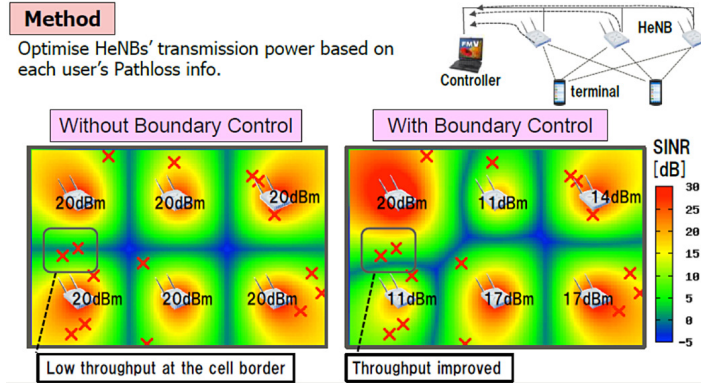 Method
Optimise HeNBs' transmission power based on
each user's Pathloss info.
FMV
Controller
HeNB
terminal
Without Boundary Control
With Boundary Control
SINR
[dB]
20dBm
20dBm
20dBm
20dBm
20dBm
20dBm
20dBm
11dBm
14dBm
11dBm
17dBm
17dBm
30
25
20
15
10
5
0
-5
Low throughput at the cell border
Throughput improved